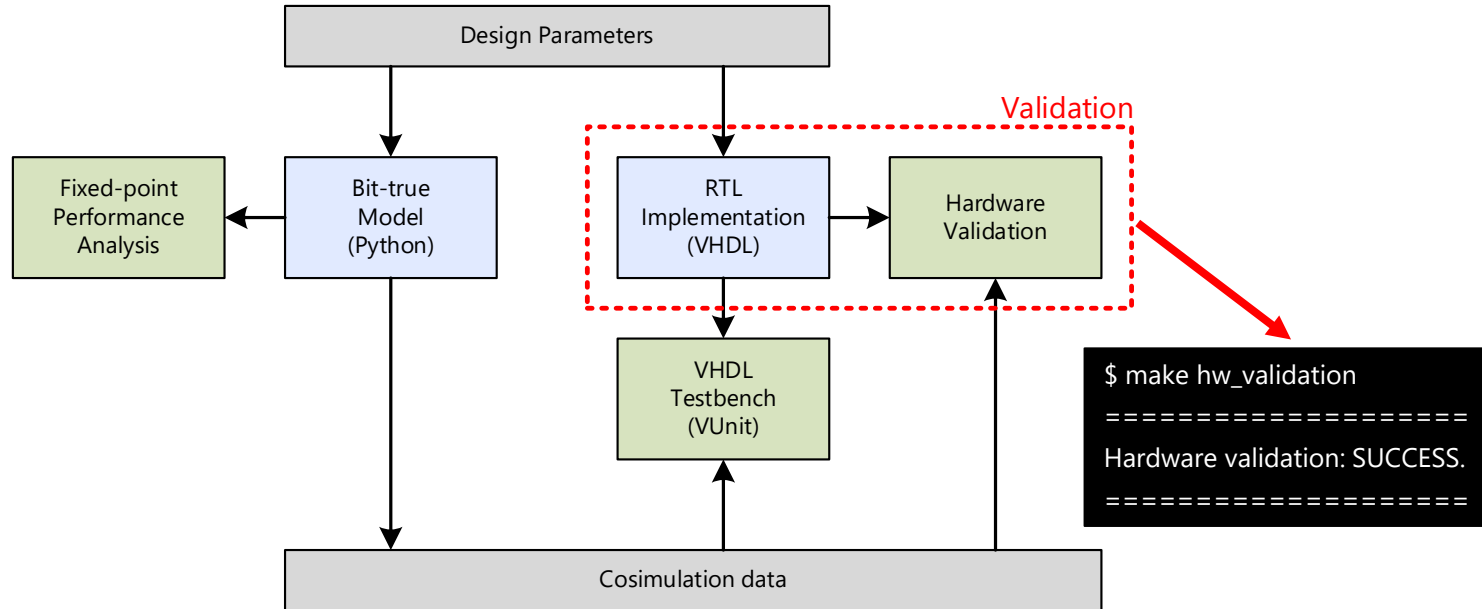 Design Parameters
Validation
Fixed-point
Performance
Analysis
Bit-true
Model
(Python)
RTL
Implementation
(VHDL)
Hardware
Validation
VHDL
Testbench
(VUnit)
$ make hw_validation
====================
Hardware validation: SUCCESS.
====================
Cosimulation data